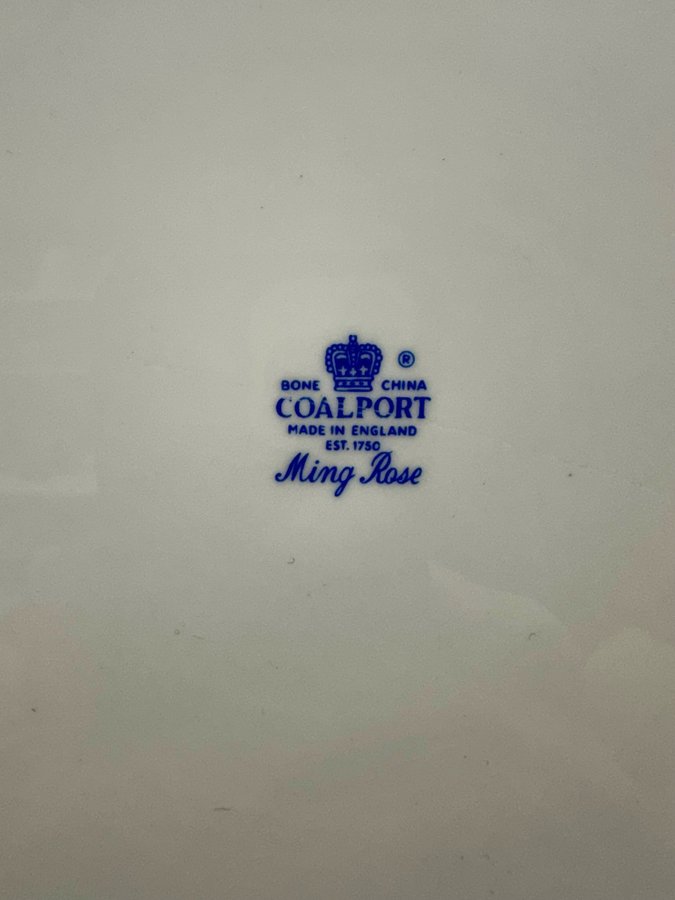 ®
BONE CHINA
COALPORT
MADE IN ENGLAND
EST. 1750
Ming Rose